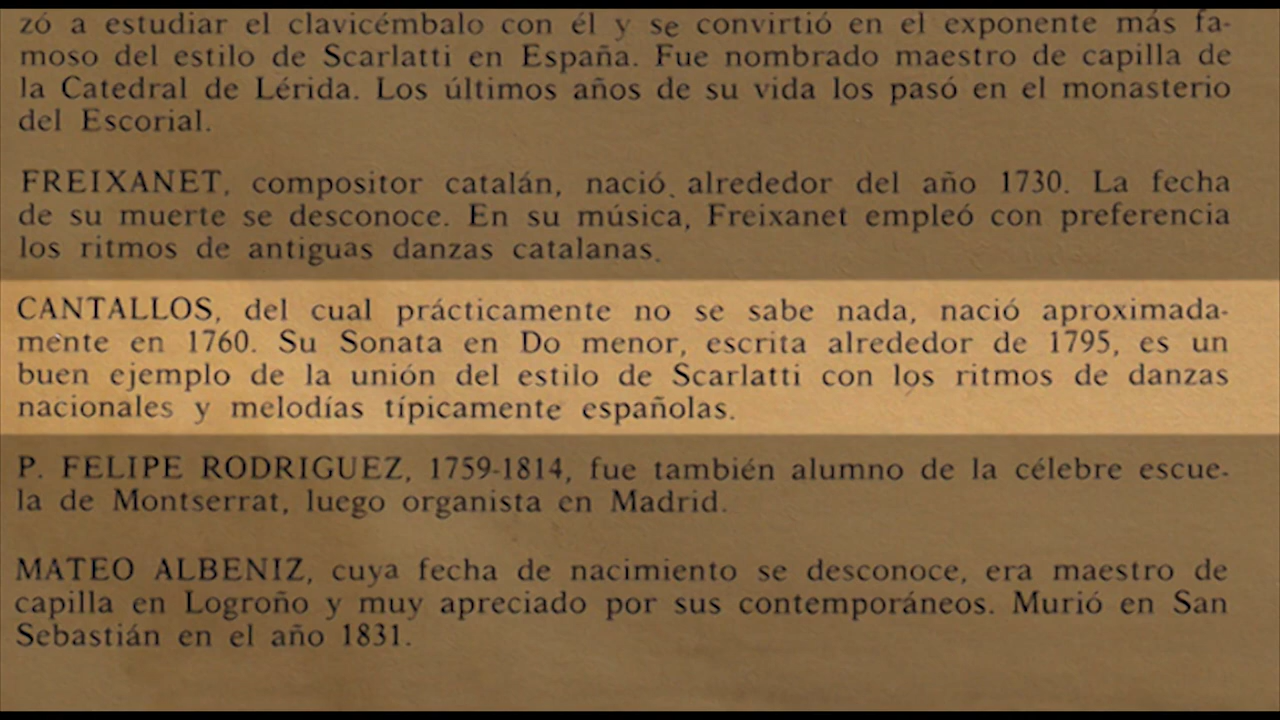 zó a estudiar el clavicémbalo con él y se convirtió en el exponente más fa-
moso del estilo de Scarlatti en España. Fue nombrado maestro de capilla de
la Catedral de Lérida. Los últimos años de su vida los pasó en el monasterio
del Escorial.
FREIXANET, compositor catalán, nació alrededor del año 1730. La fecha
de su muerte se desconoce. En su música, Freixanet empleó con preferencia
los ritmos de antiguas danzas catalanas.
CANTALLOS, del cual prácticamente no se sabe nada, nació aproximada-
mente en 1760. Su Sonata en Do menor, escrita alrededor de 1795, es un
buen ejemplo de la unión del estilo de Scarlatti con los ritmos de danzas
nacionales y melodías típicamente españolas.
P. FELIPE RODRIGUEZ, 1759-1814, fue también alumno de la célebre escue-
la de Montserrat, luego organista en Madrid.
MATEO ALBENIZ, cuya fecha de nacimiento se desconoce, era maestro de
capilla en Logroño y muy apreciado por sus contemporáneos. Murió en San
Sebastián en el año 1831.